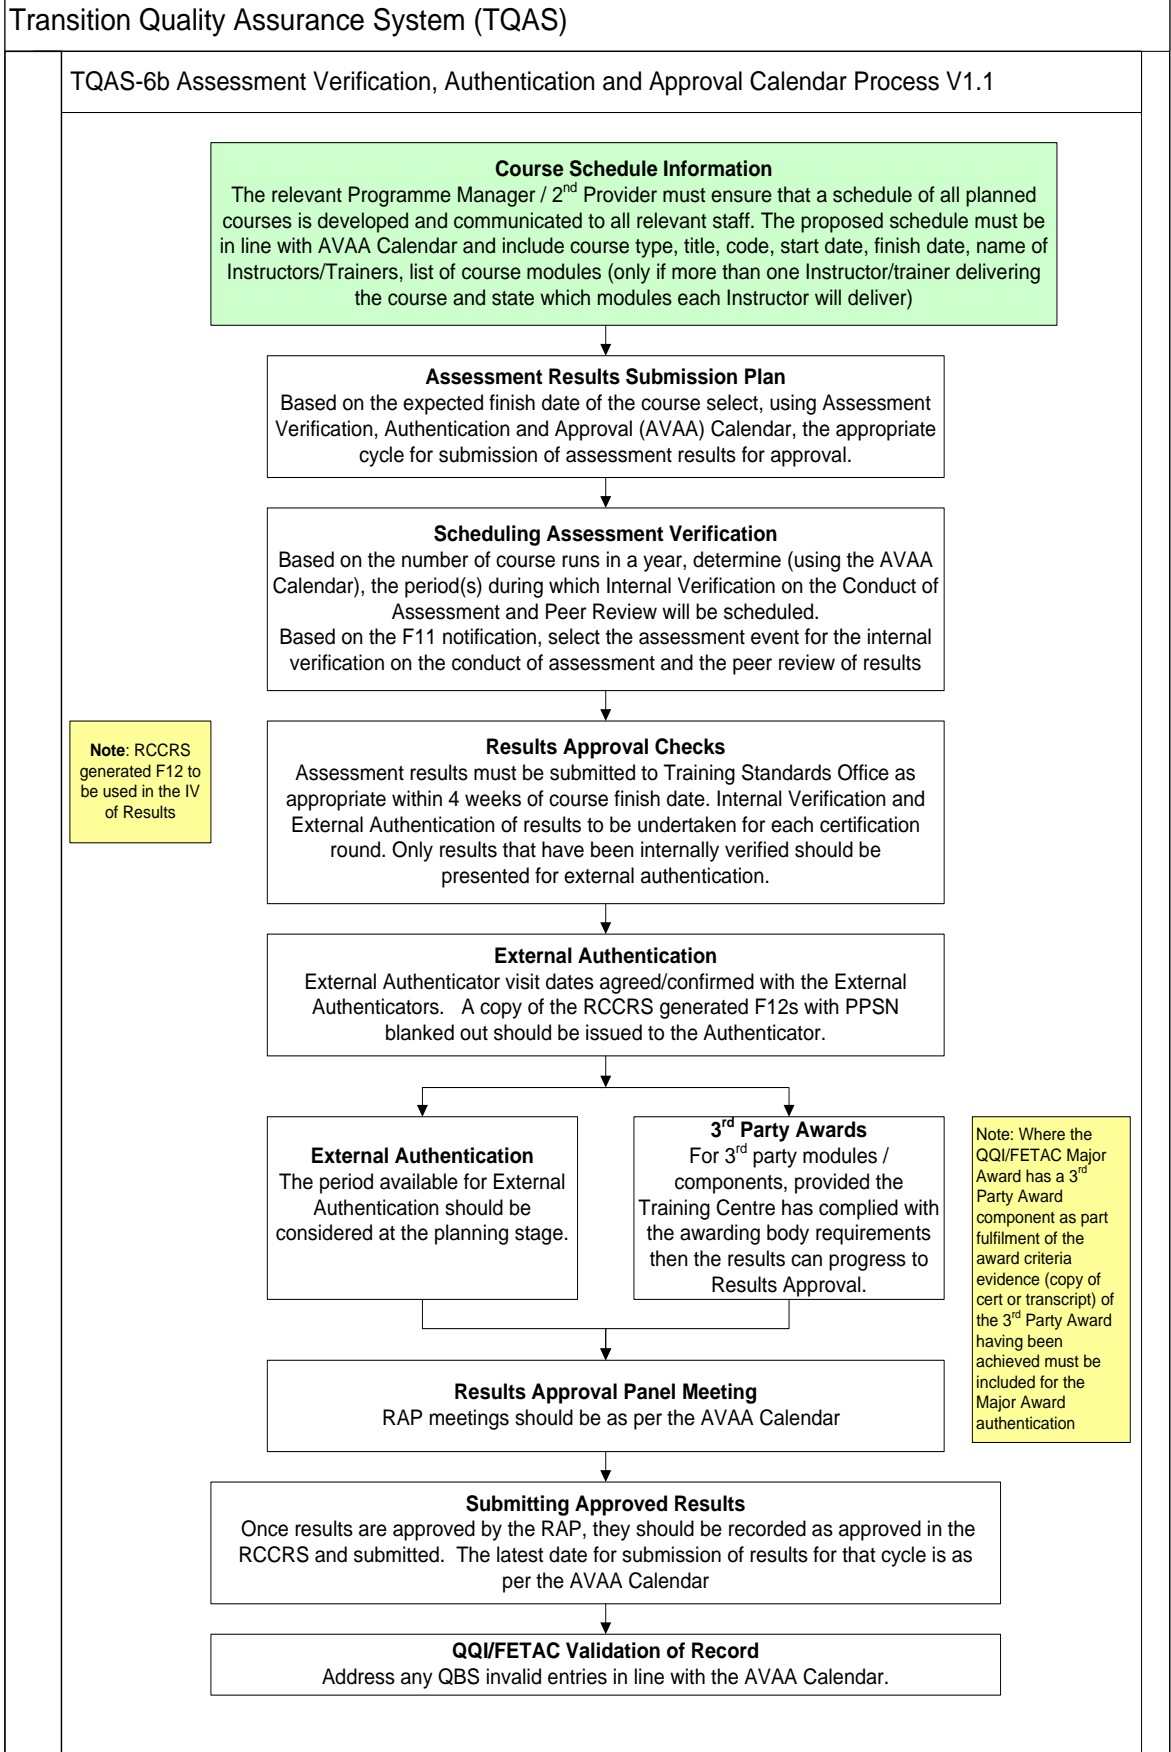 Transition Quality Assurance System (TQAS)
TQAS-6b Assessment Verification, Authentication and Approval Calendar Process V1.1
Course Schedule Information
The relevant Programme Manager / 2nd Provider must ensure that a schedule of all planned
courses is developed and communicated to all relevant staff. The proposed schedule must be
in line with AVAA Calendar and include course type, title, code, start date, finish date, name of
Instructors/Trainers, list of course modules (only if more than one Instructor/trainer delivering
the course and state which modules each Instructor will deliver)
Assessment Results Submission Plan
Based on the expected finish date of the course select, using Assessment
Verification, Authentication and Approval (AVAA) Calendar, the appropriate
cycle for submission of assessment results for approval.
Scheduling Assessment Verification
Based on the number of course runs in a year, determine (using the AVAA
Calendar), the period(s) during which Internal Verification on the Conduct of
Assessment and Peer Review will be scheduled.
Based on the F11 notification, select the assessment event for the internal
verification on the conduct of assessment and the peer review of results
Note: RCCRS
generated F12 to
be used in the IV
of Results
Results Approval Checks
Assessment results must be submitted to Training Standards Office as
appropriate within 4 weeks of course finish date. Internal Verification and
External Authentication of results to be undertaken for each certification
round. Only results that have been internally verified should be
presented for external authentication.
External Authentication
External Authenticator visit dates agreed/confirmed with the External
Authenticators.   A copy of the RCCRS generated F12s with PPSN
blanked out should be issued to the Authenticator.
External Authentication
The period available for External
Authentication should be
considered at the planning stage.
3rd Party Awards
For 3rd party modules /
components, provided the
Training Centre has complied with
the awarding body requirements
then the results can progress to
Results Approval.
Note: Where the
QQI/FETAC Major
Award has a 3rd
Party Award
component as part
fulfilment of the
award criteria
evidence (copy of
cert or transcript) of
the 3rd Party Award
having been
achieved must be
included for the
Major Award
authentication
Results Approval Panel Meeting
RAP meetings should be as per the AVAA Calendar
Submitting Approved Results
Once results are approved by the RAP, they should be recorded as approved in the
RCCRS and submitted.  The latest date for submission of results for that cycle is as
per the AVAA Calendar
QQI/FETAC Validation of Record
Address any QBS invalid entries in line with the AVAA Calendar.